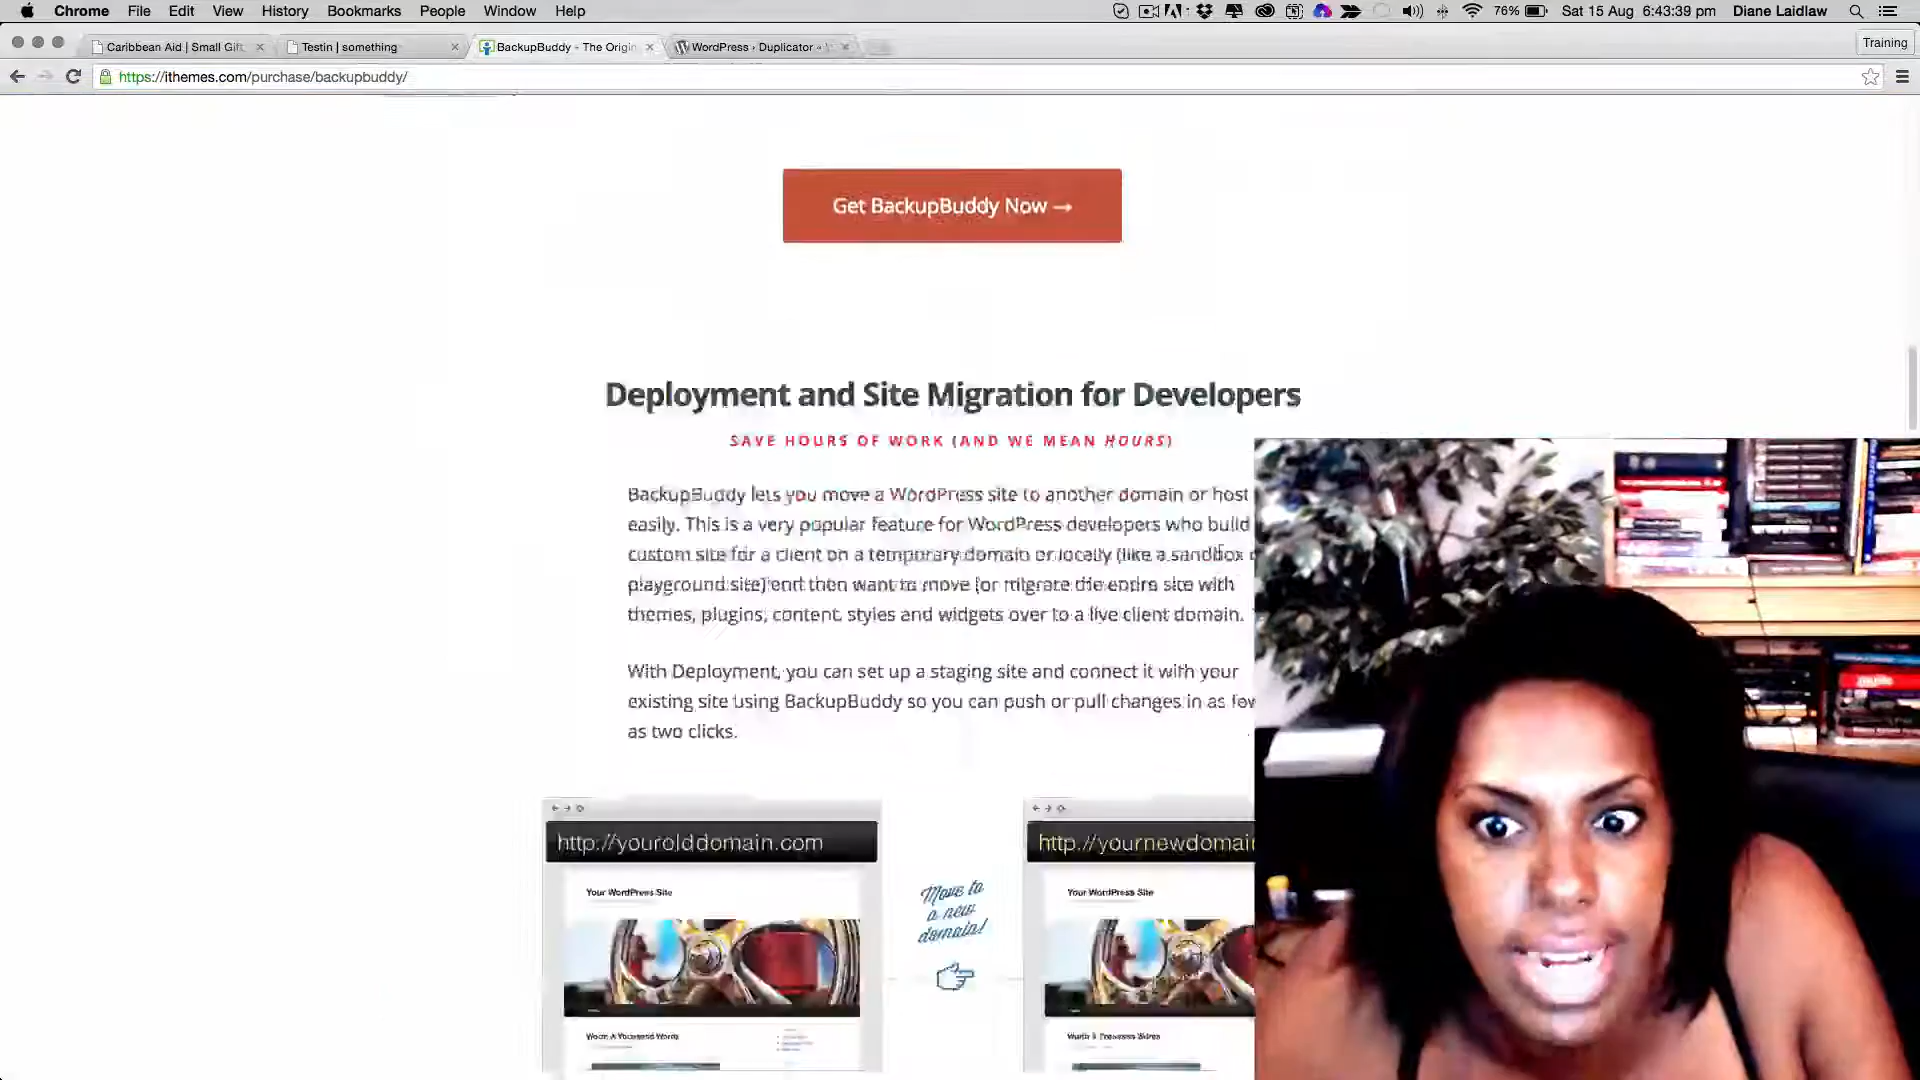 Chrome File Edit View History Bookmarks People Window Help 76% Sat 15 Aug 6:43:39 pm Diane Laidlaw
Caribbean Aid | Small Gift Testin | something BackupBuddy - The Origin WordPress › Duplicator « Training
https://ithemes.com/purchase/backupbuddy/
Get BackupBuddy Now →
Deployment and Site Migration for Developers
SAVE HOURS OF WORK (AND WE MEAN HOURS)
BackupBuddy lets you move a WordPress site to another domain or host
easily. This is a very popular feature for WordPress developers who build
custom site for a client on a temporary domain or locally (like a sandbox
playground site) and then want to move (or migrate the entire site with
themes, plugins, content, styles and widgets over to a live client domain.
With Deployment, you can set up a staging site and connect it with your
existing site using BackupBuddy so you can push or pull changes in as few
as two clicks.
http://yourolddomain.com
http://yournewdomain
Your WordPress Site
Your WordPress Site
Move to
a new
domain!
Worth A Thousand Words